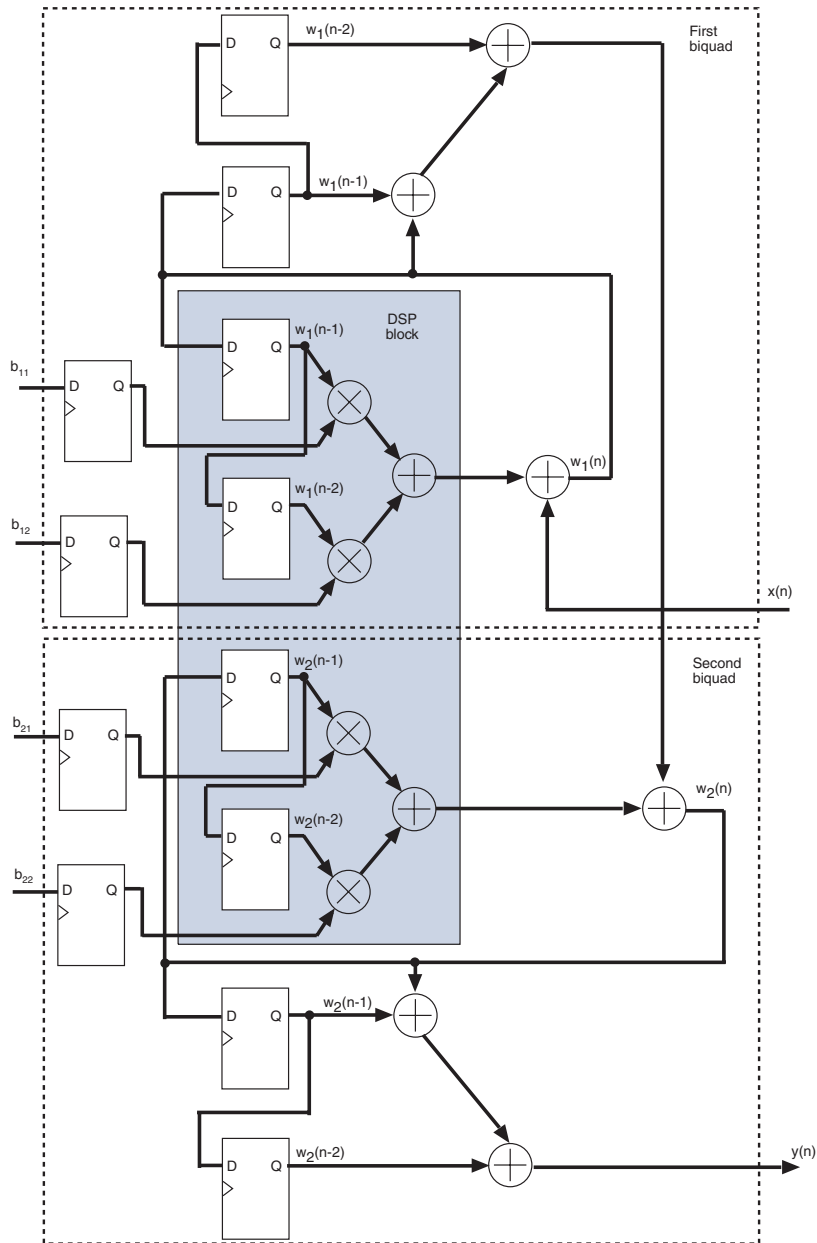 D Q w₁(n-2) First
biquad
D Q w₁(n-1)
DSP
block
D Q w₁(n-1)
b₁₁ D Q
w₁(n)
D Q w₁(n-2)
b₁₂ D Q
x(n)
D Q w₂(n-1) Second
biquad
b₂₁ D Q
w₂(n)
D Q w₂(n-2)
b₂₂ D Q
D Q w₂(n-1)
D Q w₂(n-2) y(n)